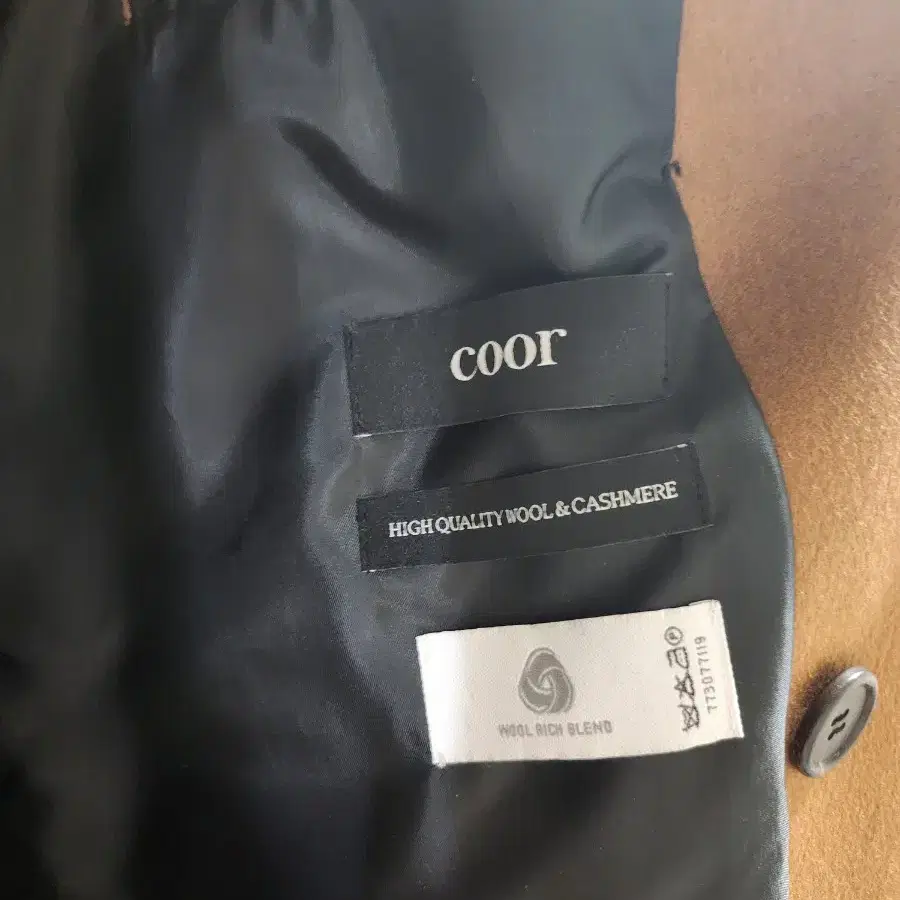 coor
HIGH QUALITY WOOL & CASHMERE
WOOL RICH BLEND
773077119